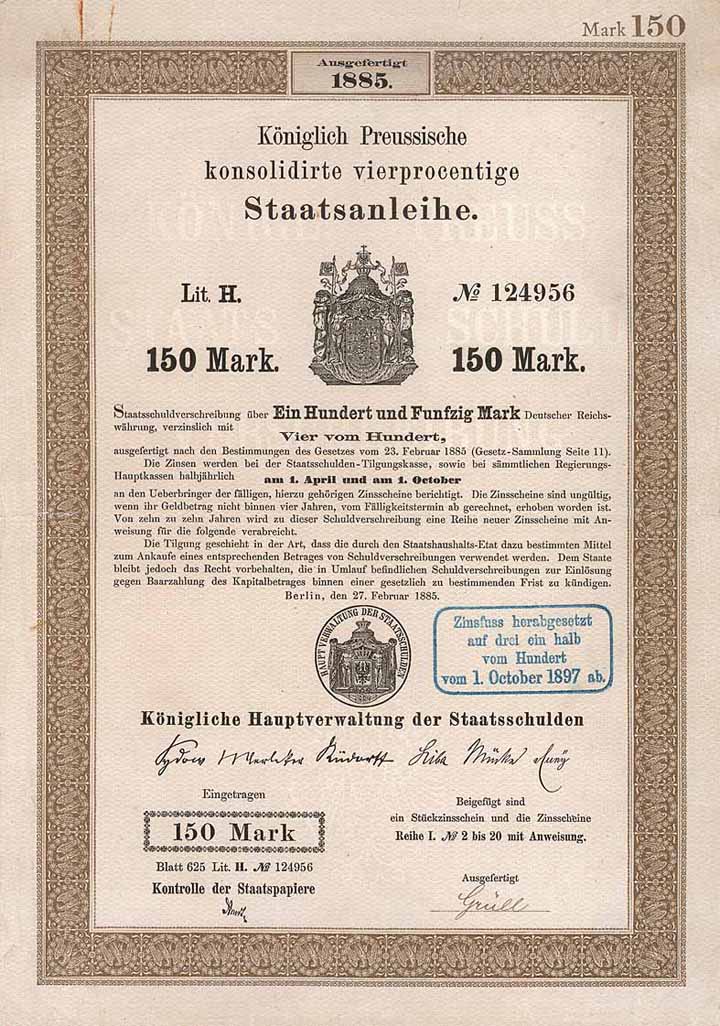 Mark 150
Ausgefertigt
1885.
Königlich Preussische
konsolidirte vierprocentige
Staatsanleihe.
Lit. H.
№ 124956
150 Mark.
150 Mark.
Staatsschuldverschreibung über Ein Hundert und Funfzig Mark Deutscher Reichs-
währung, verzinslich mit
Vier vom Hundert,
ausgefertigt nach den Bestimmungen des Gesetzes vom 23. Februar 1885 (Gesetz-Sammlung Seite 11).
Die Zinsen werden bei der Staatsschulden-Tilgungskasse, sowie bei sämmtlichen Regierungs-
Hauptkassen halbjährlich
am 1. April und am 1. October
an den Ueberbringer der fälligen, hierzu gehörigen Zinsscheine berichtigt. Die Zinsscheine sind ungültig,
wenn ihr Geldbetrag nicht binnen vier Jahren, vom Fälligkeitstermin ab gerechnet, erhoben worden ist.
Von zehn zu zehn Jahren wird zu dieser Schuldverschreibung eine Reihe neuer Zinsscheine mit An-
weisung für die folgende verabreicht.
Die Tilgung geschieht in der Art, dass die durch den Staatshaushalts-Etat dazu bestimmten Mittel
zum Ankaufe eines entsprechenden Betrages von Schuldverschreibungen verwendet werden. Dem Staate
bleibt jedoch das Recht vorbehalten, die in Umlauf befindlichen Schuldverschreibungen zur Einlösung
gegen Baarzahlung des Kapitalbetrages binnen einer gesetzlich zu bestimmenden Frist zu kündigen.
Berlin, den 27. Februar 1885.
HAUPTVERWALTUNG DER STAATSSCHULDEN
Zinsfuss herabgesetzt
auf drei ein halb
vom Hundert
vom 1. October 1897 ab.
Königliche Hauptverwaltung der Staatsschulden
Sydow Merleker Rüdorff Mücke
Eingetragen
150 Mark
Blatt 625 Lit. H. № 124956
Kontrolle der Staatspapiere
Beigefügt sind
ein Stückzinsschein und die Zinsscheine
Reihe I. № 2 bis 20 mit Anweisung.
Ausgefertigt
Grüll